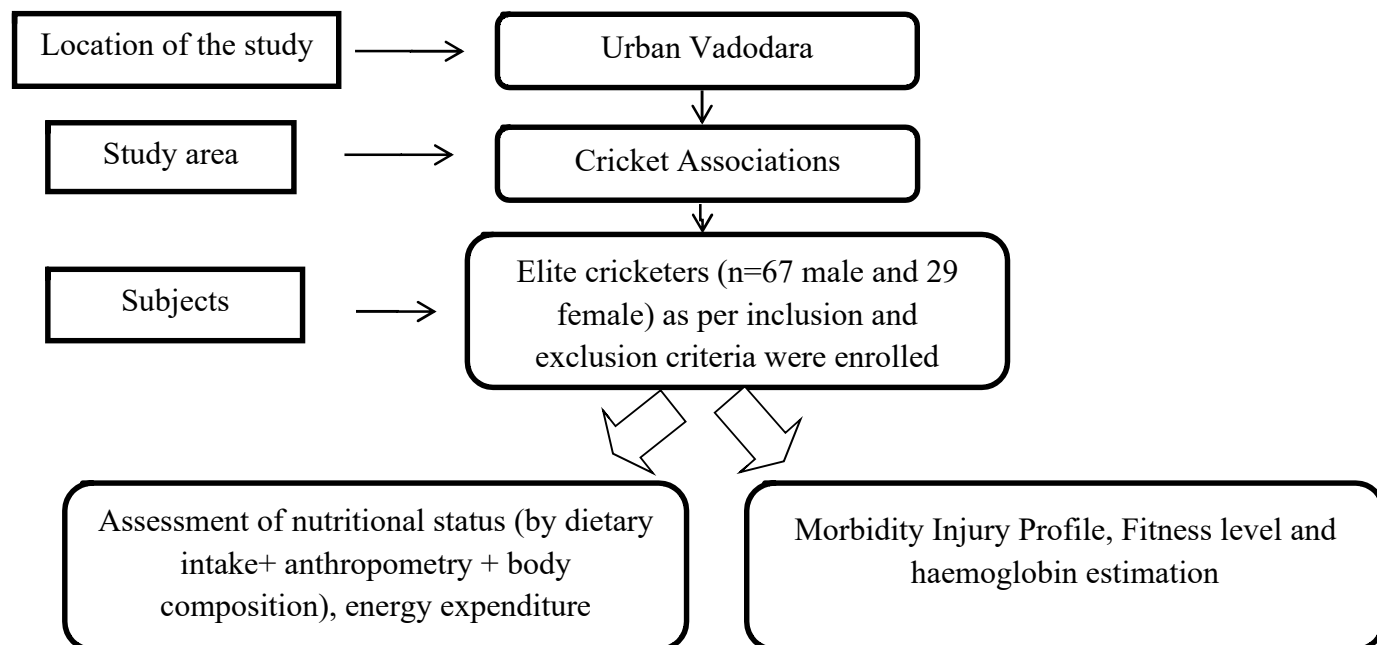 Location of the study
Urban Vadodara
Study area
Cricket Associations
Subjects
Elite cricketers (n=67 male and 29
female) as per inclusion and
exclusion criteria were enrolled
Assessment of nutritional status (by dietary
intake+ anthropometry + body
composition), energy expenditure
Morbidity Injury Profile, Fitness level and
haemoglobin estimation